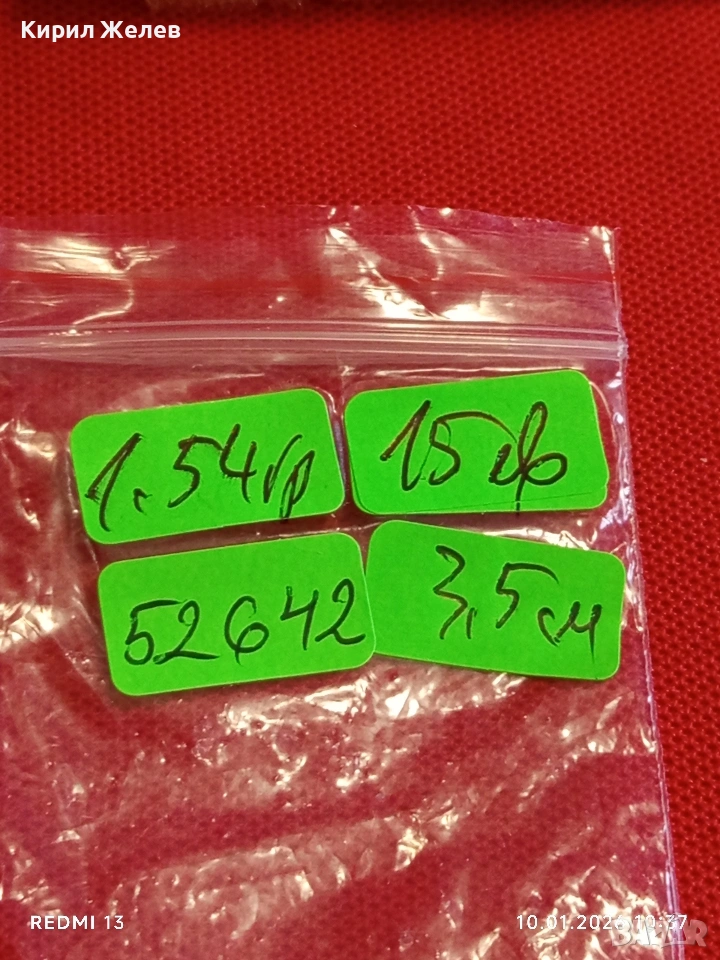 Кирил Желев
1.54гр
15лв
52642
3,5см
REDMI 13